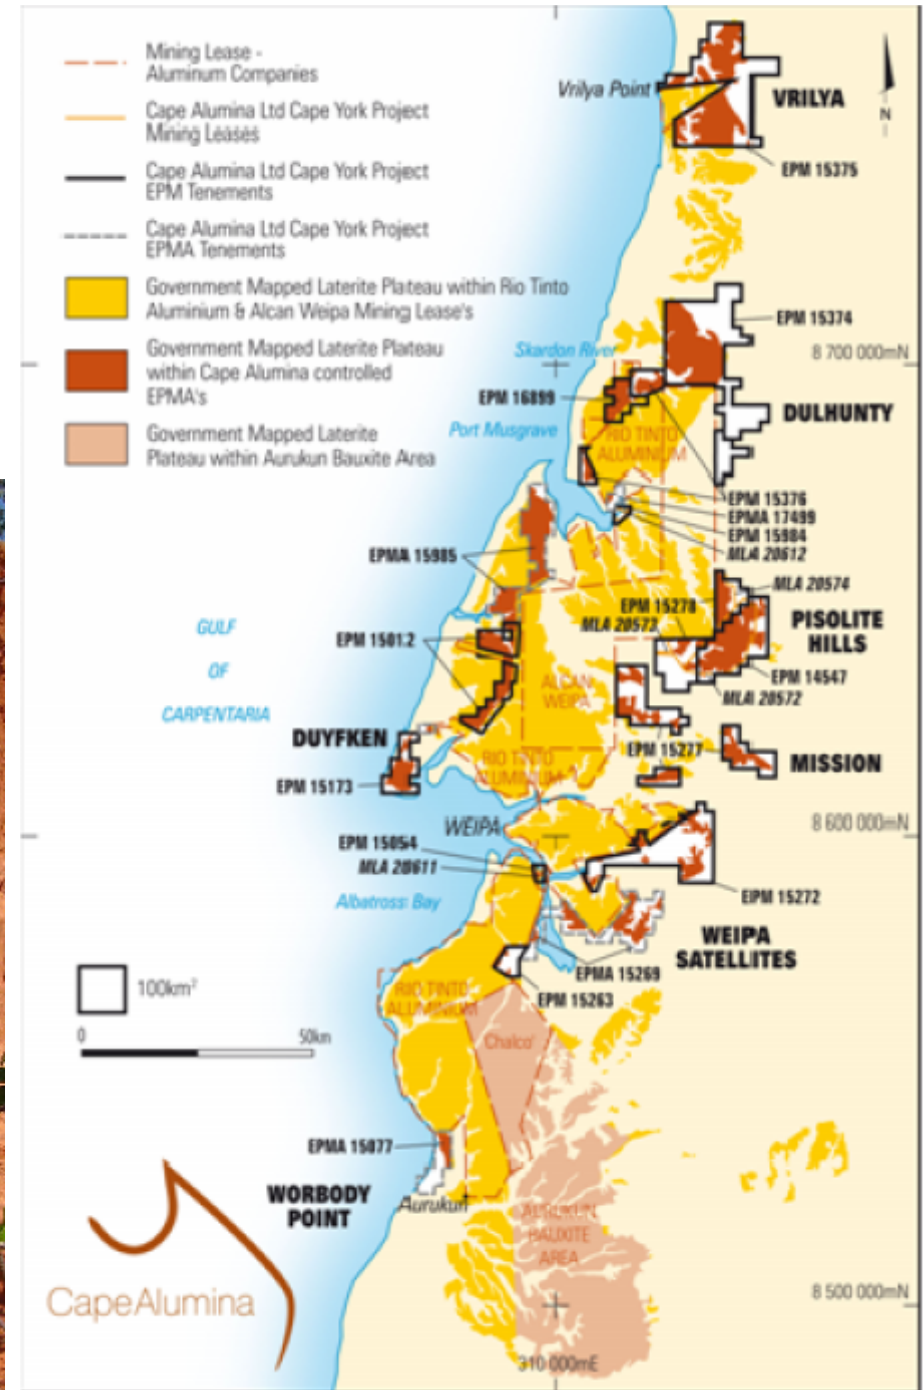 Mining Lease -
Aluminum Companies
Cape Alumina Ltd Cape York Project
Mining Leases
Cape Alumina Ltd Cape York Project
EPM Tenements
Cape Alumina Ltd Cape York Project
EPMA Tenements
Government Mapped Laterite Plateau within Rio Tinto
Aluminium & Alcan Weipa Mining Lease's
Government Mapped Laterite Plateau
within Cape Alumina controlled
EPMA's
Government Mapped Laterite
Plateau within Aurukun Bauxite Area
N
Vrilya Point
VRILYA
EPM 15375
EPM 15374
Skardon River
8 700 000mN
EPM 16899
DULHUNTY
Port Musgrave
RIO TINTO
ALUMINIUM
EPM 15376
EPMA 17499
EPM 15984
MLA 20612
EPMA 15985
MLA 20574
EPM 15278
MLA 20573
PISOLITE
HILLS
EPM 15012
EPM 14547
MLA 20572
GULF
OF
CARPENTARIA
ALCAN
WEIPA
DUYFKEN
EPM 15277
MISSION
RIO TINTO
ALUMINIUM
EPM 15173
WEIPA
8 600 000mN
EPM 15054
MLA 20611
EPM 15272
Albatross Bay
WEIPA
SATELLITES
EPMA 15269
EPM 15263
100km²
RIO TINTO
ALUMINIUM
0
50km
Chalco'
EPMA 15077
WORBODY
POINT
Aurukun
AURUKUN
BAUXITE
AREA
CapeAlumina
8 500 000mN
310 000mE